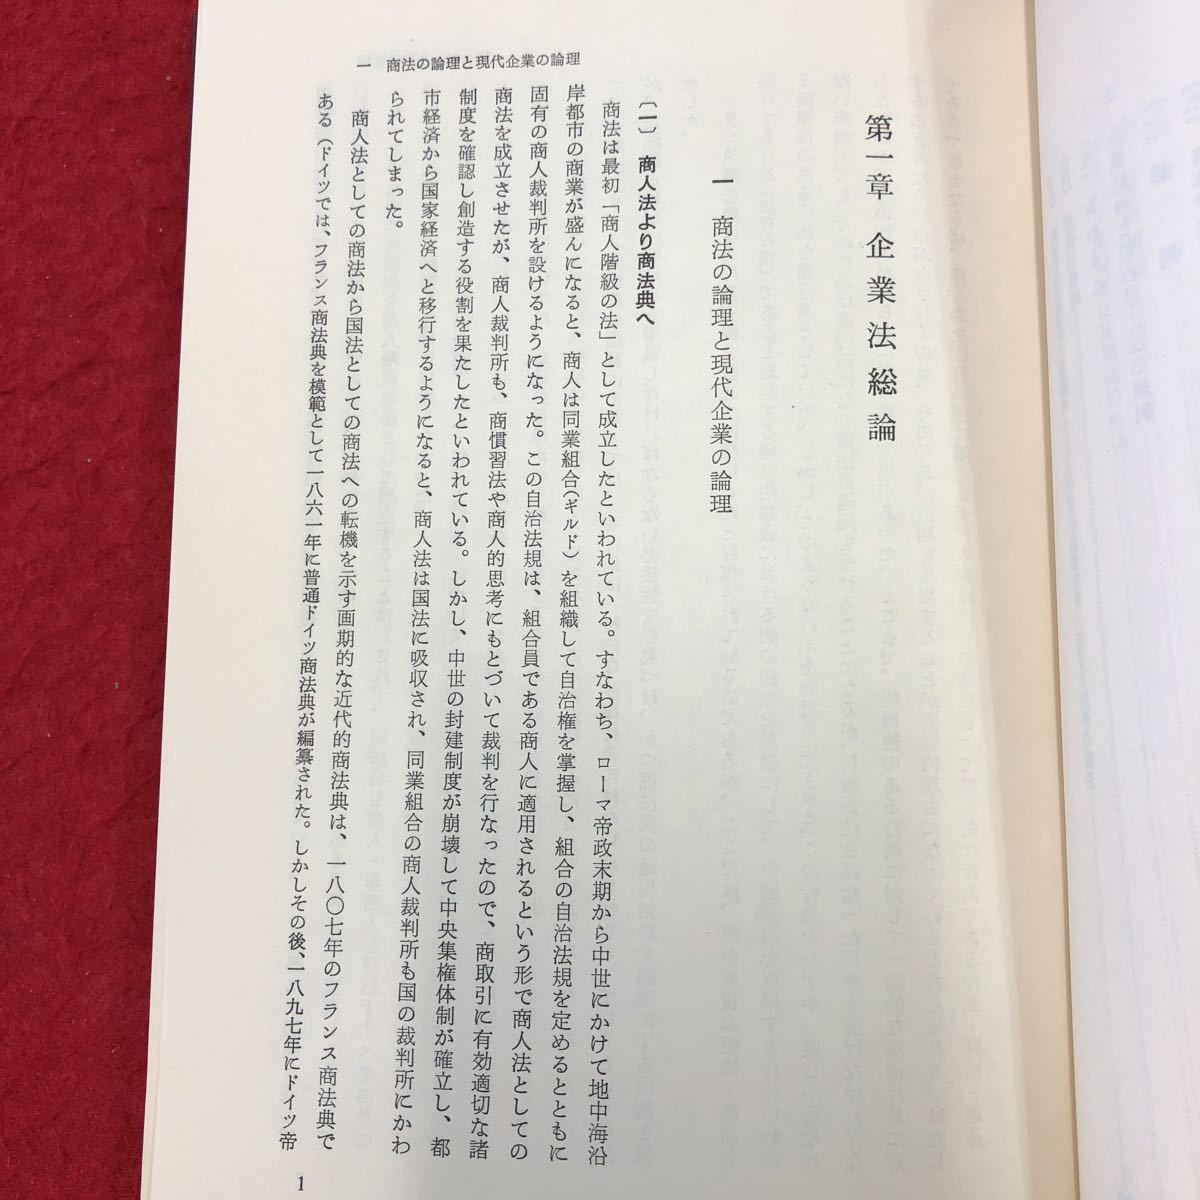 第一章 企業法総論
一 商法の論理と現代企業の論理
〔一〕 商人法より商法典へ
商法は最初「商人階級の法」として成立したといわれている。すなわち、ローマ帝政末期から中世にかけて地中海沿
岸都市の商業が盛んになると、商人は同業組合(ギルド)を組織して自治権を掌握し、組合の自治法規を定めるとともに
固有の商人裁判所を設けるようになった。この自治法規は、組合員である商人に適用されるという形で商人法としての
商法を成立させたが、商人裁判所も、商慣習法や商人的思考にもとづいて裁判を行なったので、商取引に有効適切な諸
制度を確認し創造する役割を果たしたといわれている。しかし、中世の封建制度が崩壊して中央集権体制が確立し、都
市経済から国家経済へと移行するようになると、商人法は国法に吸収され、同業組合の商人裁判所も国の裁判所にかわ
られてしまった。
商人法としての商法から国法としての商法への転機を示す画期的な近代的商法典は、一八〇七年のフランス商法典で
ある(ドイツでは、フランス商法典を模範として一八六一年に普通ドイツ商法典が編纂された。しかしその後、一八九七年にドイツ帝
一 商法の論理と現代企業の論理
1